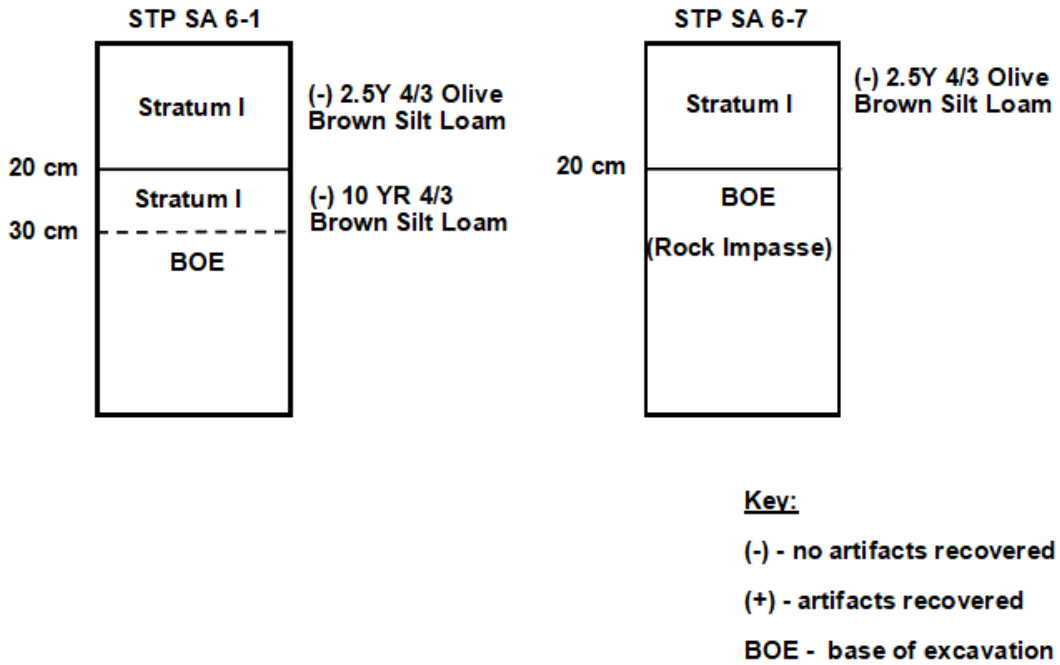 STP SA 6-1
Stratum I
(-) 2.5Y 4/3 Olive
Brown Silt Loam
20 cm
Stratum I
(-) 10 YR 4/3
Brown Silt Loam
30 cm
BOE
STP SA 6-7
Stratum I
(-) 2.5Y 4/3 Olive
Brown Silt Loam
20 cm
BOE
(Rock Impasse)
Key:
(-) - no artifacts recovered
(+) - artifacts recovered
BOE - base of excavation